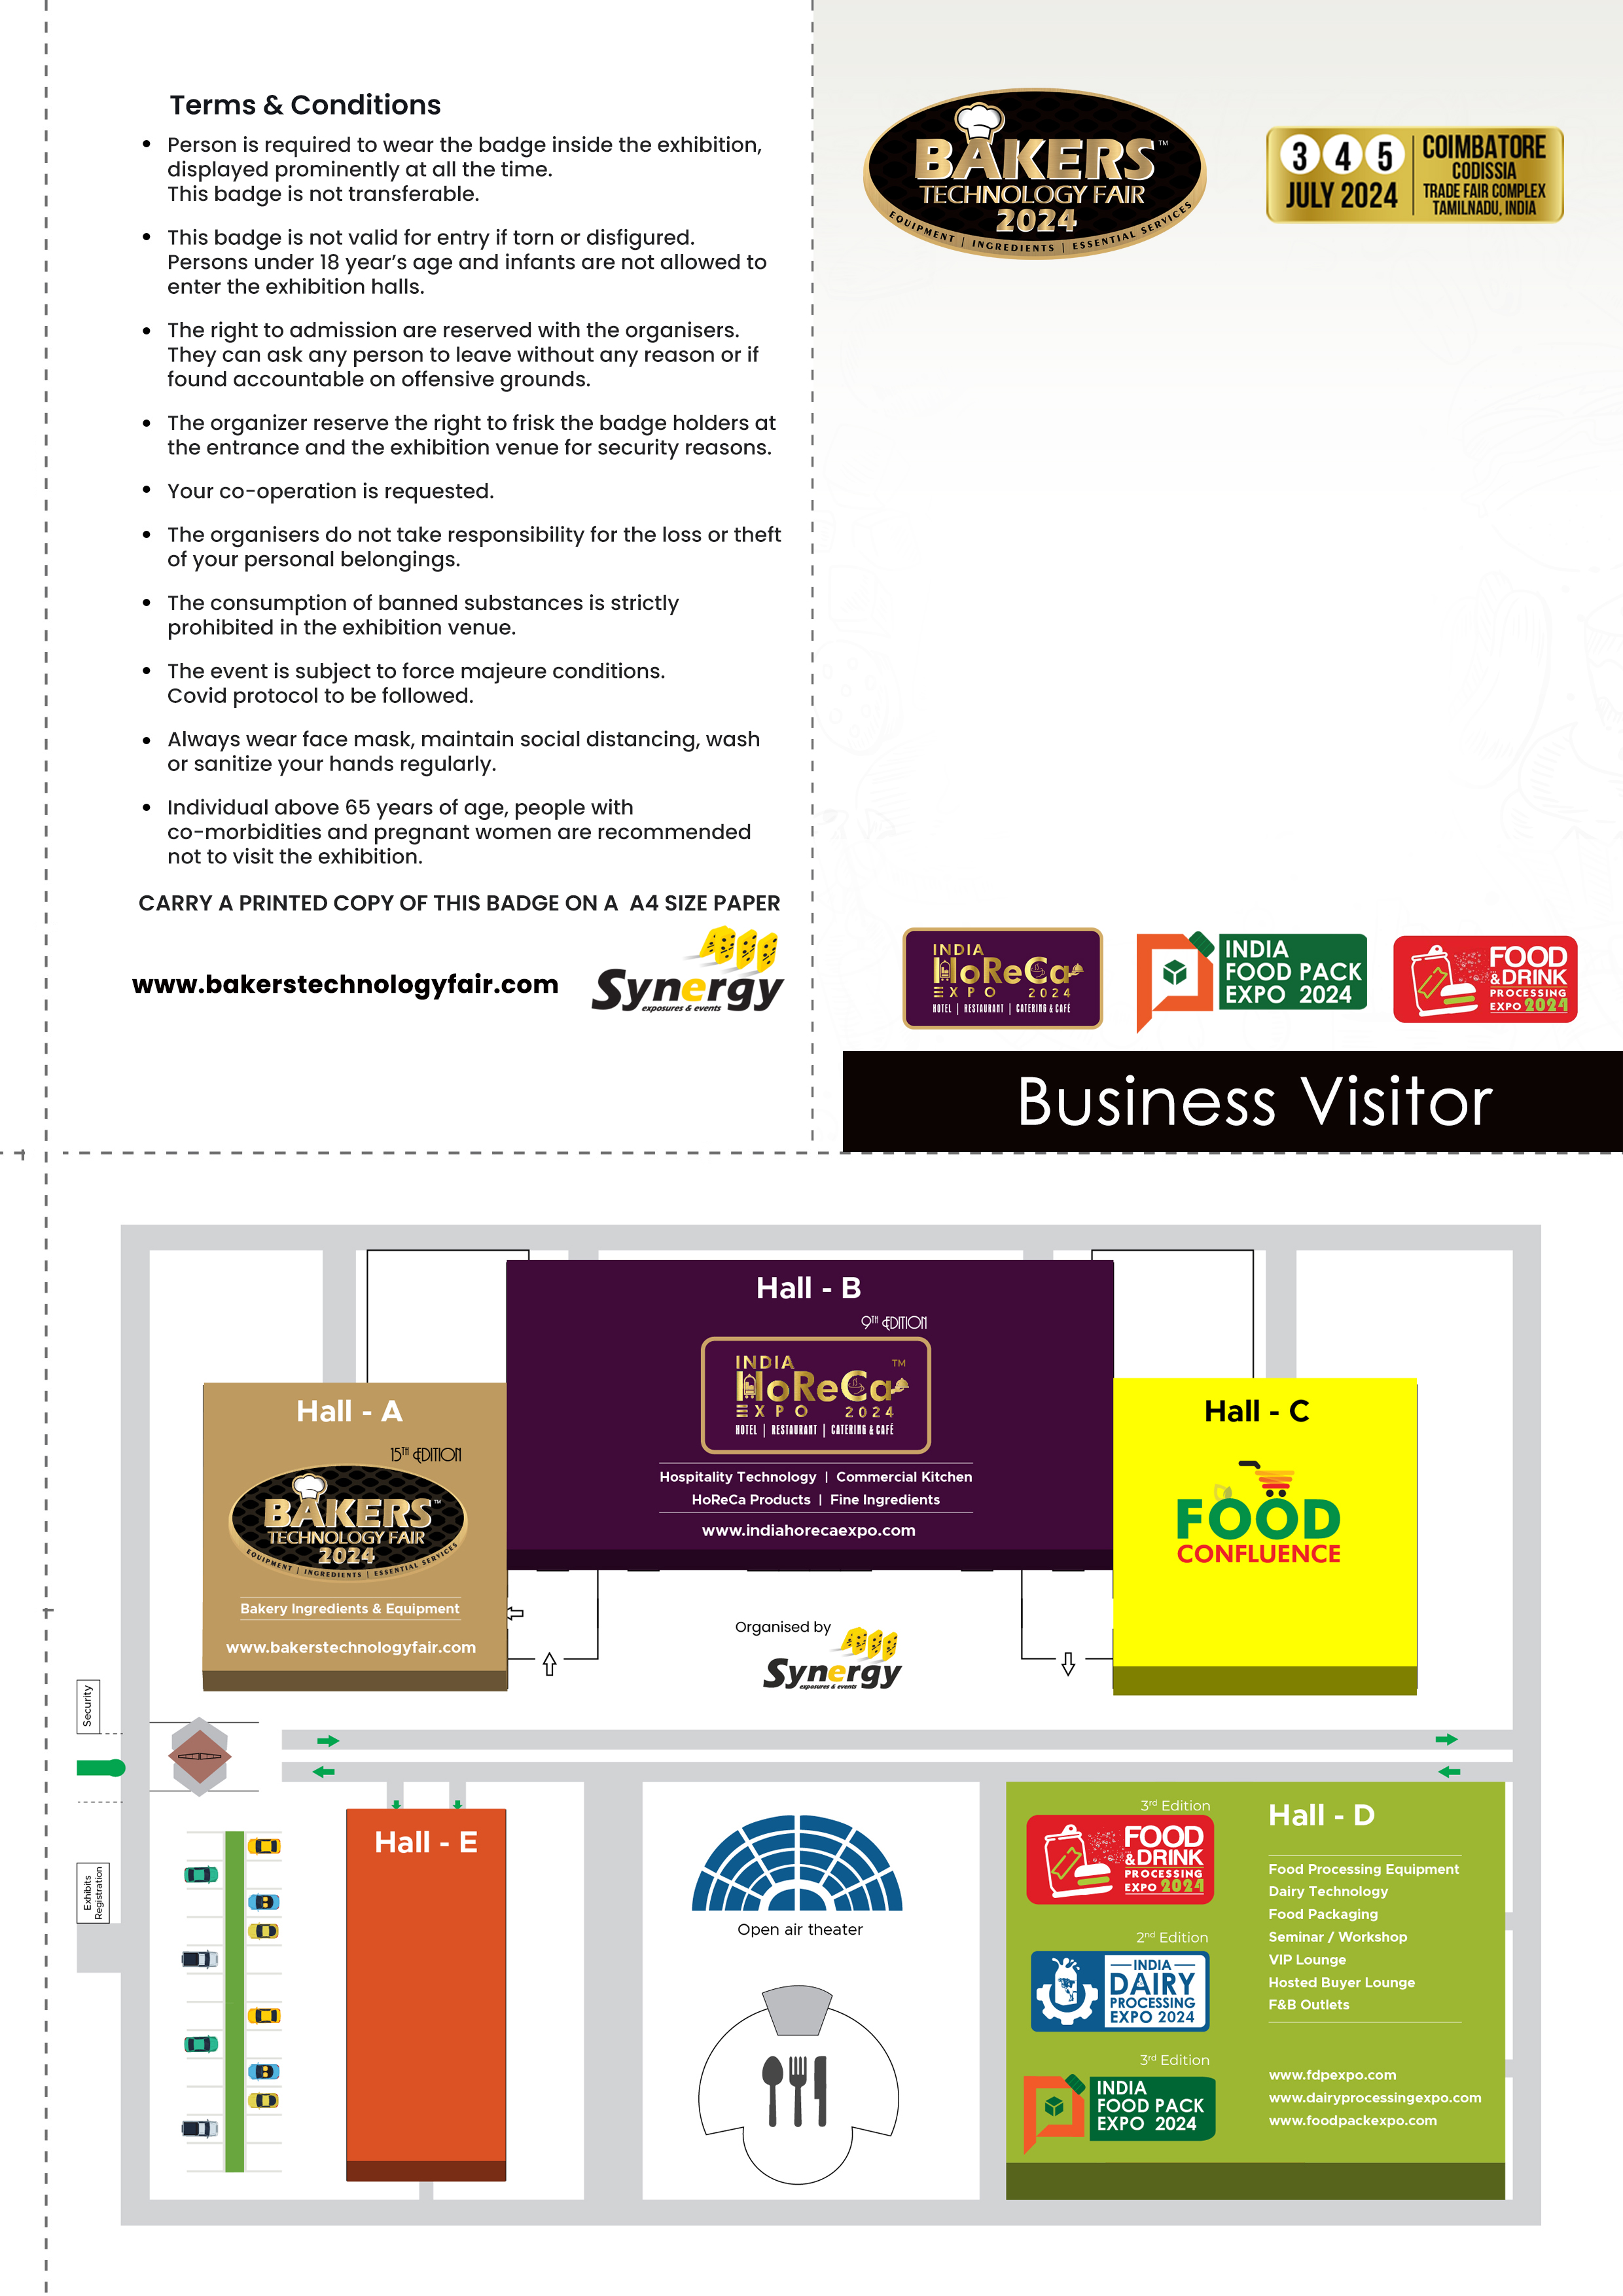 Terms & Conditions
• Person is required to wear the badge inside the exhibition,
displayed prominently at all the time.
This badge is not transferable.
• This badge is not valid for entry if torn or disfigured.
Persons under 18 year's age and infants are not allowed to
enter the exhibition halls.
• The right to admission are reserved with the organisers.
They can ask any person to leave without any reason or if
found accountable on offensive grounds.
• The organizer reserve the right to frisk the badge holders at
the entrance and the exhibition venue for security reasons.
• Your co-operation is requested.
• The organisers do not take responsibility for the loss or theft
of your personal belongings.
• The consumption of banned substances is strictly
prohibited in the exhibition venue.
• The event is subject to force majeure conditions.
Covid protocol to be followed.
• Always wear face mask, maintain social distancing, wash
or sanitize your hands regularly.
• Individual above 65 years of age, people with
co-morbidities and pregnant women are recommended
not to visit the exhibition.
CARRY A PRINTED COPY OF THIS BADGE ON A A4 SIZE PAPER
www.bakerstechnologyfair.com
Synergy
exposures & events
BAKERS™
TECHNOLOGY FAIR
2024
EQUIPMENT | INGREDIENTS | ESSENTIAL SERVICES
3 4 5
JULY 2024
COIMBATORE
CODISSIA
TRADE FAIR COMPLEX
TAMILNADU, INDIA
INDIA
HoReCa
EXPO 2024
HOTEL | RESTAURANT | CATERING & CAFÉ
INDIA
FOOD PACK
EXPO 2024
FOOD
&DRINK
PROCESSING
EXPO 2024
Business Visitor
Hall - A
15TH EDITION
BAKERS™
TECHNOLOGY FAIR
2024
EQUIPMENT | INGREDIENTS | ESSENTIAL SERVICES
Bakery Ingredients & Equipment
www.bakerstechnologyfair.com
Hall - B
9TH EDITION
INDIA TM
HoReCa
EXPO 2024
HOTEL | RESTAURANT | CATERING & CAFÉ
Hospitality Technology | Commercial Kitchen
HoReCa Products | Fine Ingredients
www.indiahorecaexpo.com
Hall - C
FOOD
CONFLUENCE
Organised by
Synergy
exposures & events
Security
Exhibits
Registration
Hall - E
Open air theater
3rd Edition
FOOD
&DRINK
PROCESSING
EXPO 2024
2nd Edition
INDIA
DAIRY
PROCESSING
EXPO 2024
3rd Edition
INDIA
FOOD PACK
EXPO 2024
Hall - D
Food Processing Equipment
Dairy Technology
Food Packaging
Seminar / Workshop
VIP Lounge
Hosted Buyer Lounge
F&B Outlets
www.fdpexpo.com
www.dairyprocessingexpo.com
www.foodpackexpo.com